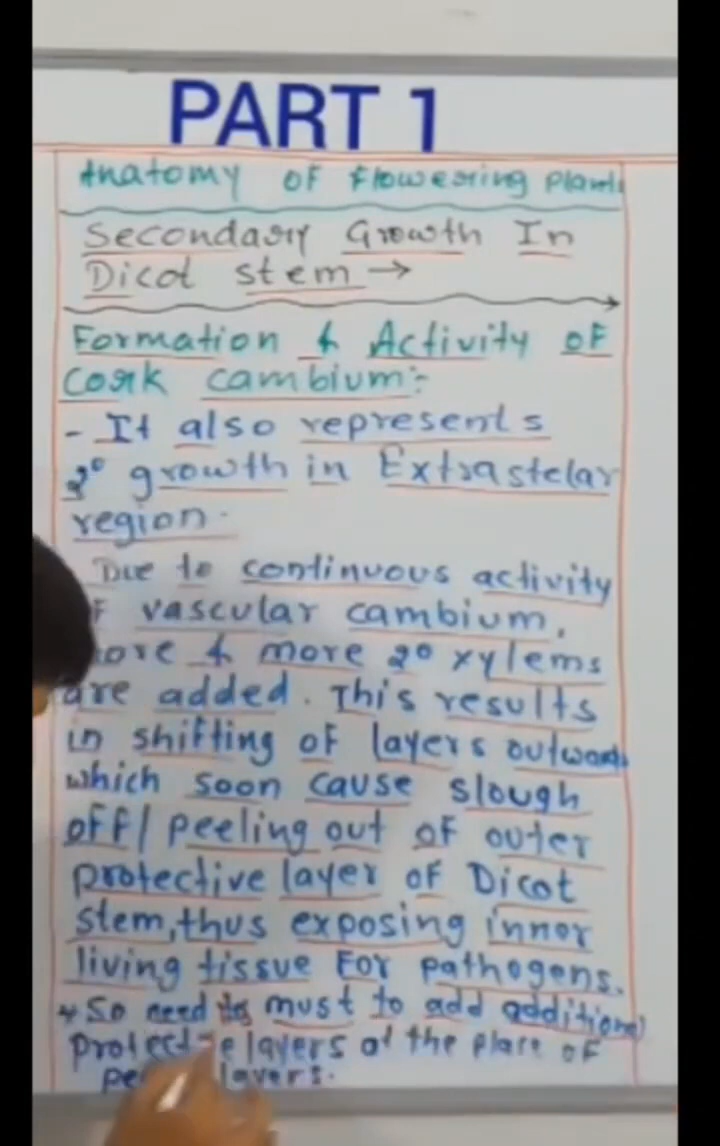 PART 1
Anatomy of Flowering Plants
Secondary Growth In
Dicot stem →
Formation & Activity of
Cork cambium:-
- It also represents
2° growth in Extrastelar
region.
Due to continuous activity
vascular cambium,
& more 2° xylems
are added. This results
in shifting of layers outwards
which soon cause slough
off/ peeling out of outer
protective layer of Dicot
stem, thus exposing inner
living tissue for pathogens.
* So need to must to add additional
layers at the place of
layers.